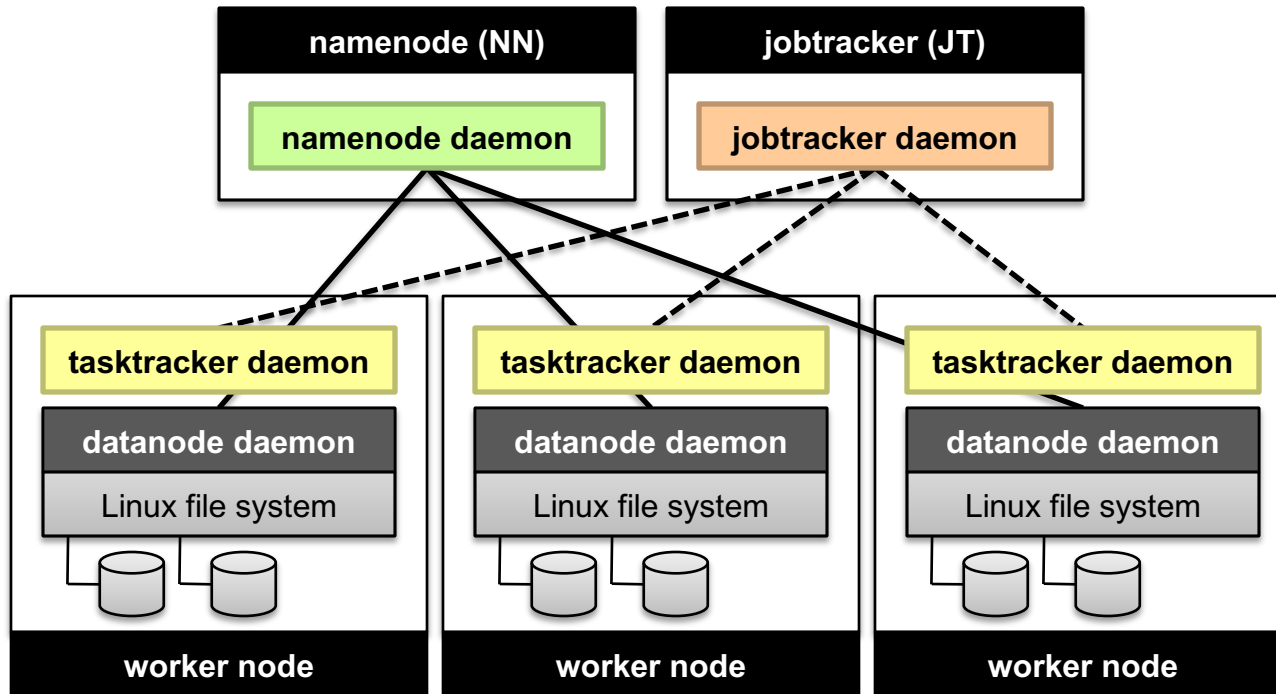 namenode (NN)
jobtracker (JT)
namenode daemon
jobtracker daemon
tasktracker daemon
tasktracker daemon
tasktracker daemon
datanode daemon
datanode daemon
datanode daemon
Linux file system
Linux file system
Linux file system
worker node
worker node
worker node